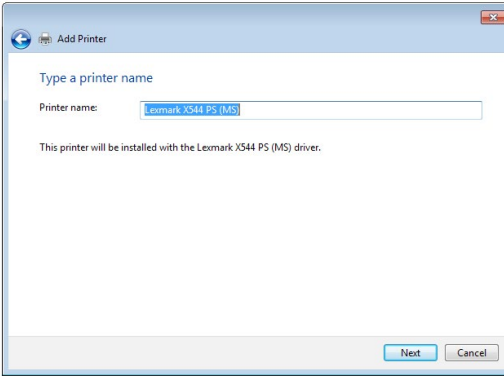 Add Printer
Type a printer name
Printer name: Lexmark X544 PS (MS)
This printer will be installed with the Lexmark X544 PS (MS) driver.
Next Cancel